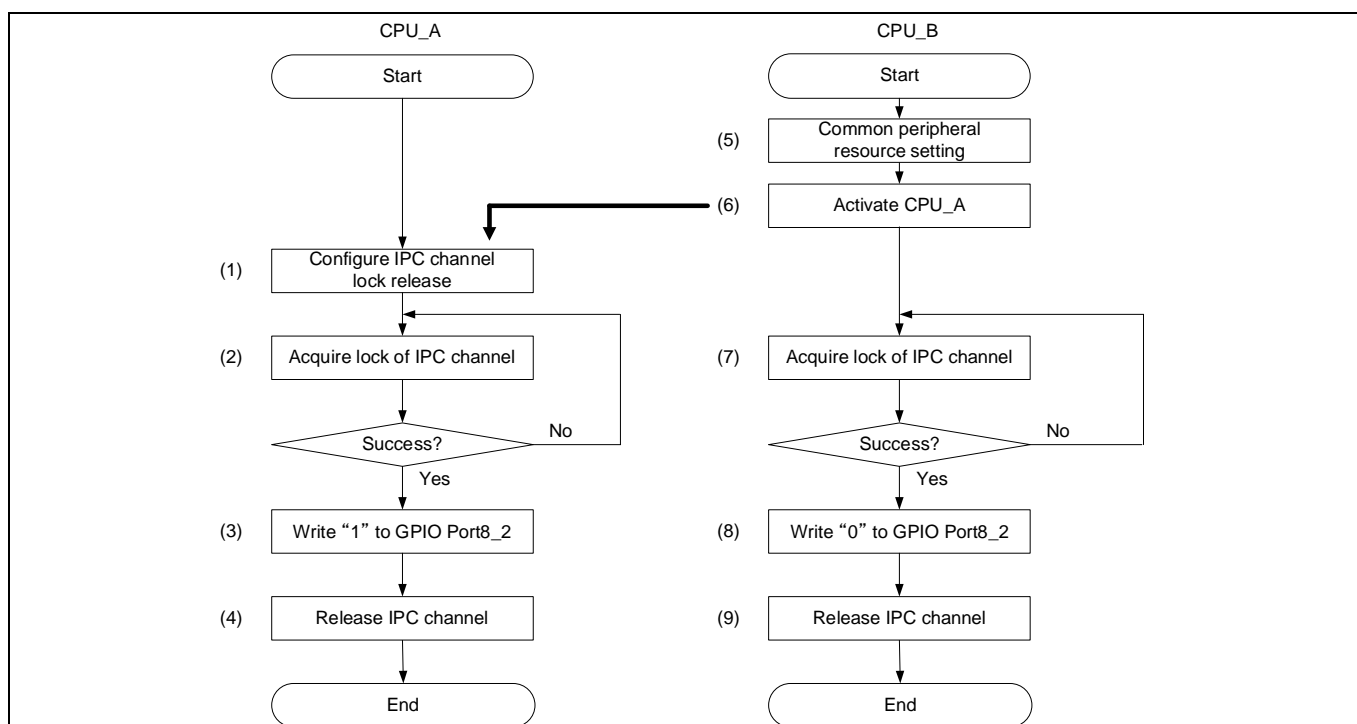 CPU_A
Start
(1)
Configure IPC channel
lock release
(2)
Acquire lock of IPC channel
Success?
No
Yes
(3)
Write “1” to GPIO Port8_2
(4)
Release IPC channel
End
CPU_B
Start
(5)
Common peripheral
resource setting
(6)
Activate CPU_A
(7)
Acquire lock of IPC channel
Success?
No
Yes
(8)
Write “0” to GPIO Port8_2
(9)
Release IPC channel
End